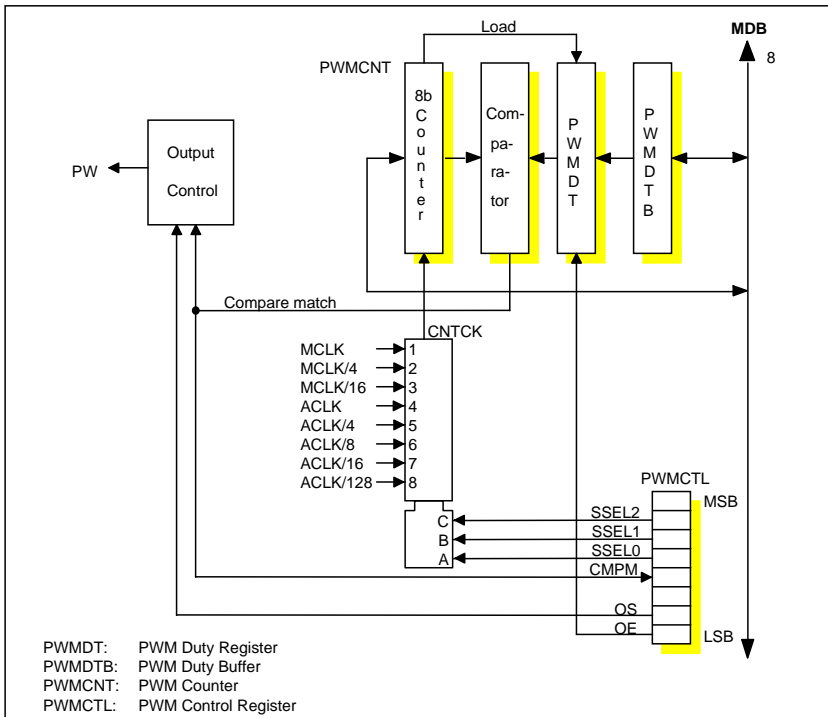 Load
MDB
8
PWMCNT
8b
Counter
Com-
pa-
ra-
tor
PWMDT
PWMDTB
Output
Control
PW
Compare match
CNTCK
MCLK 1
MCLK/4 2
MCLK/16 3
ACLK 4
ACLK/4 5
ACLK/8 6
ACLK/16 7
ACLK/128 8
PWMCTL
MSB
C SSEL2
B SSEL1
A SSEL0
CMPM
OS
OE
LSB
PWMDT: PWM Duty Register
PWMDTB: PWM Duty Buffer
PWMCNT: PWM Counter
PWMCTL: PWM Control Register